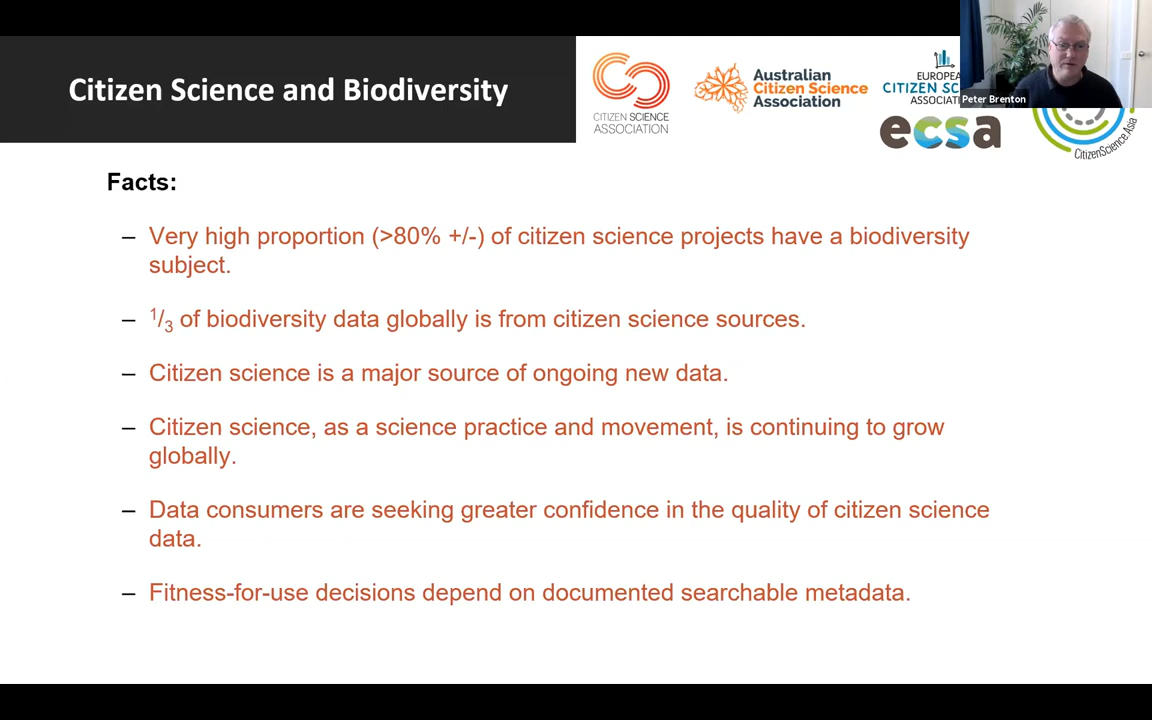 Citizen Science and Biodiversity
CITIZEN SCIENCE
ASSOCIATION
Australian
Citizen Science
Association
EUROPEA
CITIZEN SC
ASSOCIAT
ecsa
Peter Brenton
CitizenScience.Asia
Facts:
– Very high proportion (>80% +/-) of citizen science projects have a biodiversity
subject.
– 1/3 of biodiversity data globally is from citizen science sources.
– Citizen science is a major source of ongoing new data.
– Citizen science, as a science practice and movement, is continuing to grow
globally.
– Data consumers are seeking greater confidence in the quality of citizen science
data.
– Fitness-for-use decisions depend on documented searchable metadata.